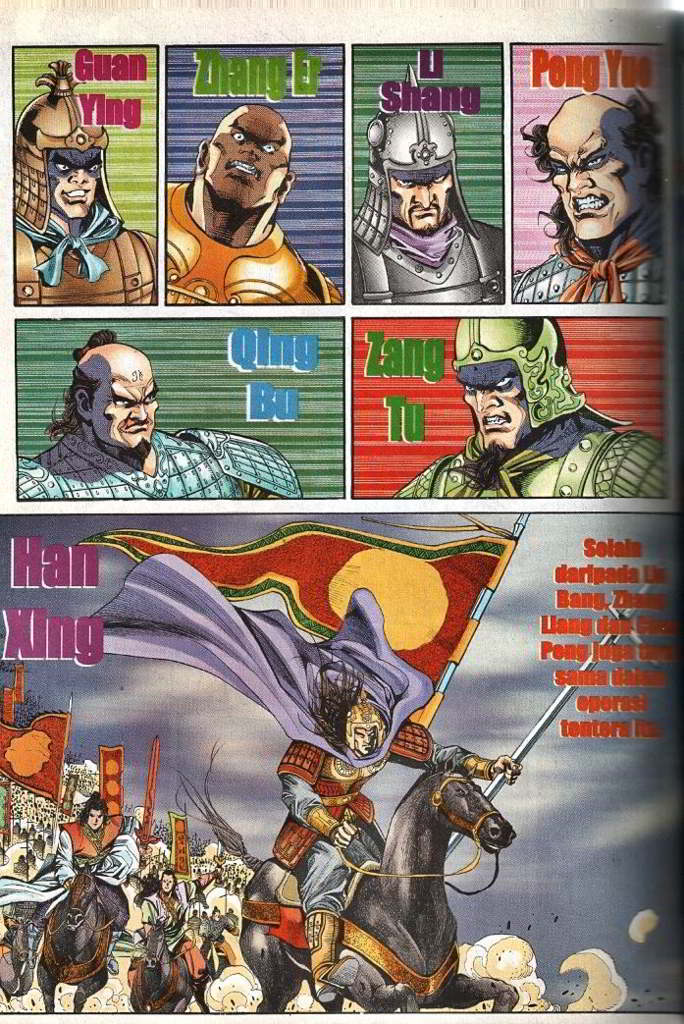 Guan
Ying
Zhang Er
Li
Shang
Peng Yue
Qing
Bu
Zang
Tu
Han
Xing
Selain
daripada Liu
Bang, Zhang
Liang dan
Peng juga
sama dalam
operasi
tentera